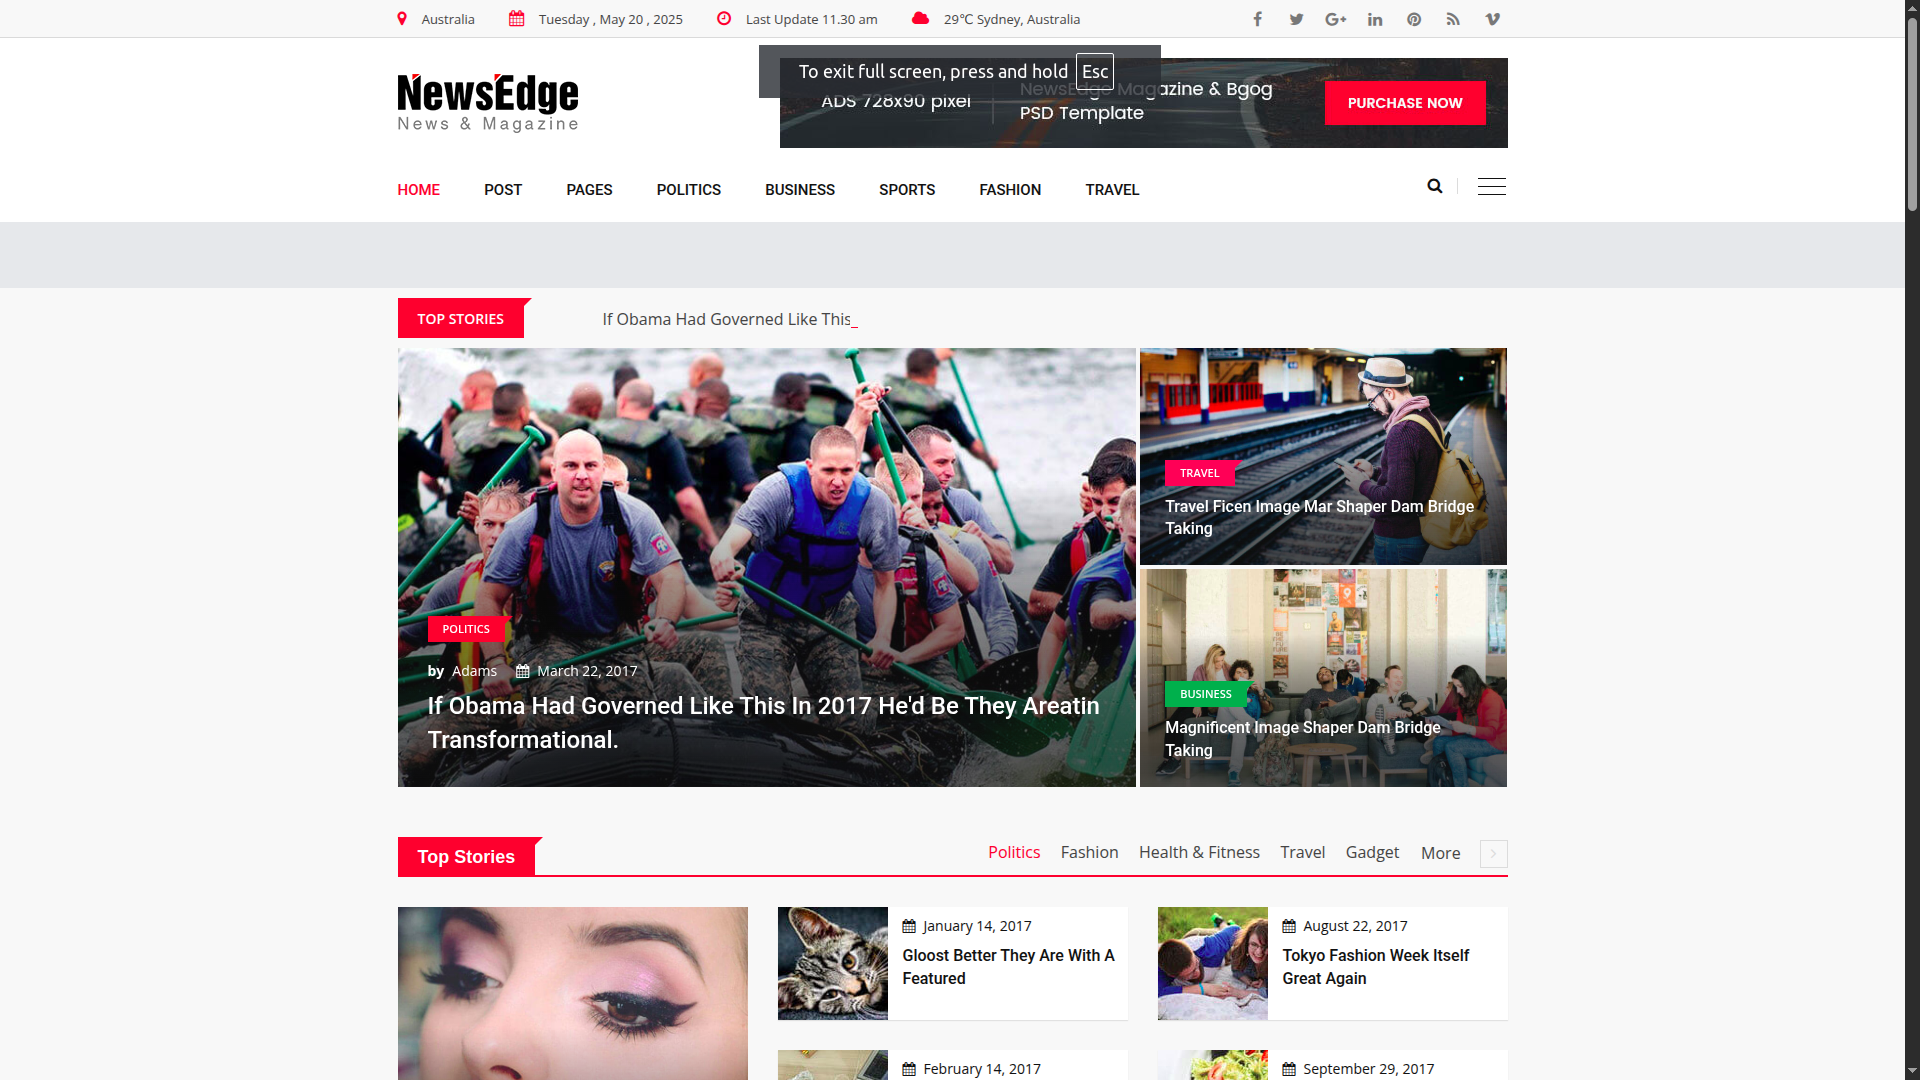 Australia
Tuesday , May 20 , 2025
Last Update 11.30 am
29℃ Sydney, Australia
To exit full screen, press and hold Esc
NewsEdge
News & Magazine
ADS 728x90 pixel
NewsEdge Magazine & Bgog
PSD Template
PURCHASE NOW
HOME
POST
PAGES
POLITICS
BUSINESS
SPORTS
FASHION
TRAVEL
TOP STORIES
If Obama Had Governed Like This_
POLITICS
by Adams
March 22, 2017
If Obama Had Governed Like This In 2017 He'd Be They Areatin
Transformational.
TRAVEL
Travel Ficen Image Mar Shaper Dam Bridge
Taking
BUSINESS
Magnificent Image Shaper Dam Bridge
Taking
Top Stories
Politics
Fashion
Health & Fitness
Travel
Gadget
More
January 14, 2017
Gloost Better They Are With A
Featured
August 22, 2017
Tokyo Fashion Week Itself
Great Again
February 14, 2017
September 29, 2017